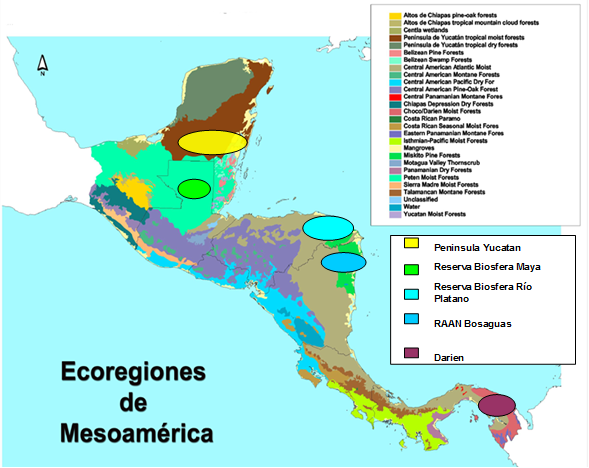 Altos de Chiapas pine-oak forests
Altos de Chiapas tropical mountain cloud forests
Centla wetlands
Peninsula de Yucatán tropical moist forests
Peninsula de Yucatán tropical dry forests
Belizean Pine Forests
Belizean Swamp Forests
Central American Atlantic Moist
Central American Montane Forests
Central American Pacific Dry For
Central American Pine-Oak Forest
Central Panamanian Montane Fores
Chiapas Depression Dry Forests
Choco/Darien Moist Forests
Costa Rican Paramo
Costa Rican Seasonal Moist Fores
Eastern Panamanian Montane Fores
Isthmian-Pacific Moist Forests
Mangroves
Miskito Pine Forests
Motagua Valley Thornscrub
Panamanian Dry Forests
Peten Moist Forests
Sierra Madre Moist Forests
Talamancan Montane Forests
Unclassified
Water
Yucatan Moist Forests
N
Peninsula Yucatan
Reserva Biosfera Maya
Reserva Biosfera Río
Platano
RAAN Bosaguas
Darien
Ecoregiones
de
Mesoamérica